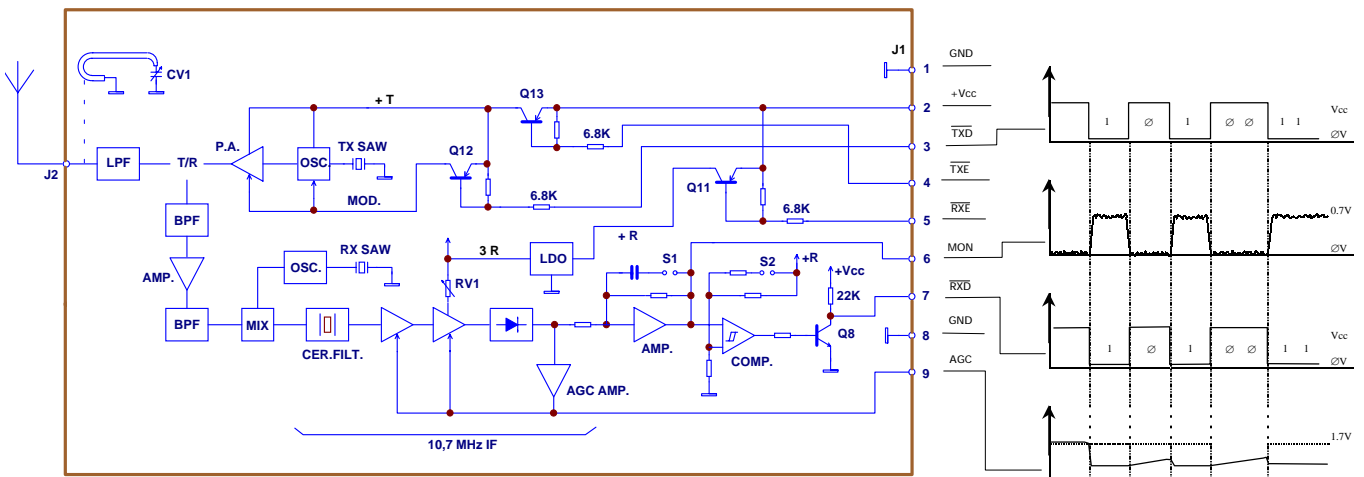 J1
GND
1
CV1
+Vcc
2
Q13
+ T
TXD
3
6.8K
TXE
4
P.A.
TX SAW
Q12
LPF
T/R
OSC.
J2
MOD.
6.8K
Q11
RXE
5
6.8K
BPF
+ R
MON
6
RX SAW
3 R
LDO
S1
S2
+R
AMP.
OSC.
+Vcc
RXD
7
RV1
22K
GND
8
BPF
MIX
Q8
CER.FILT.
AMP.
COMP.
AGC
9
AGC AMP.
10,7 MHz IF
Vcc
1 Ø 1 Ø Ø 1 1
ØV
0.7V
ØV
Vcc
1 Ø 1 Ø Ø 1 1
ØV
1.7V